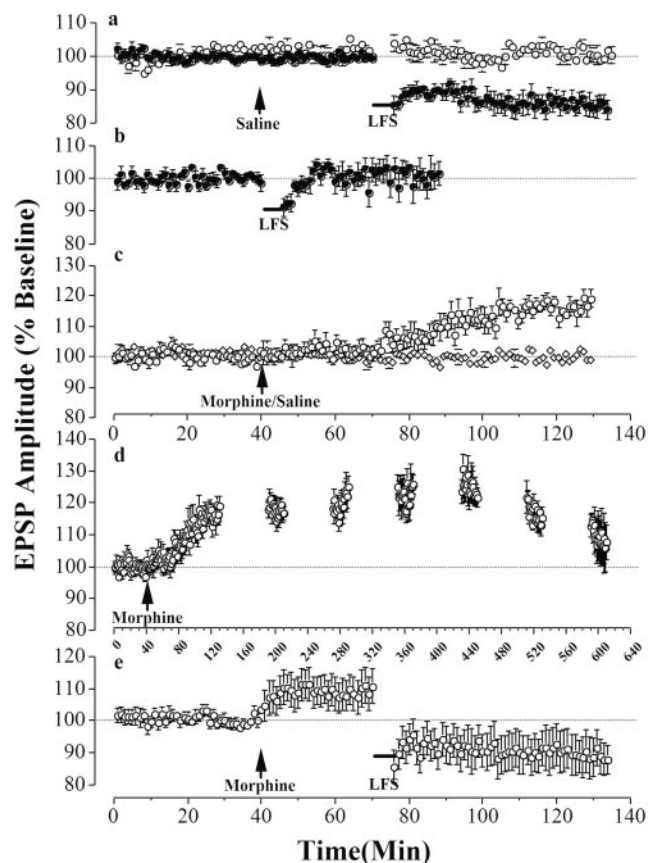 a
110
100
90
80
Saline
LFS
b
110
100
90
80
LFS
c
130
120
110
100
90
80
Morphine/Saline
0 20 40 60 80 100 120 140
d
140
130
120
110
100
90
80
Morphine
0 40 80 120 160 200 240 280 320 360 400 440 480 520 560 600 640
e
120
110
100
90
80
Morphine
LFS
0 20 40 60 80 100 120 140
EPSP Amplitude (% Baseline)
Time(Min)